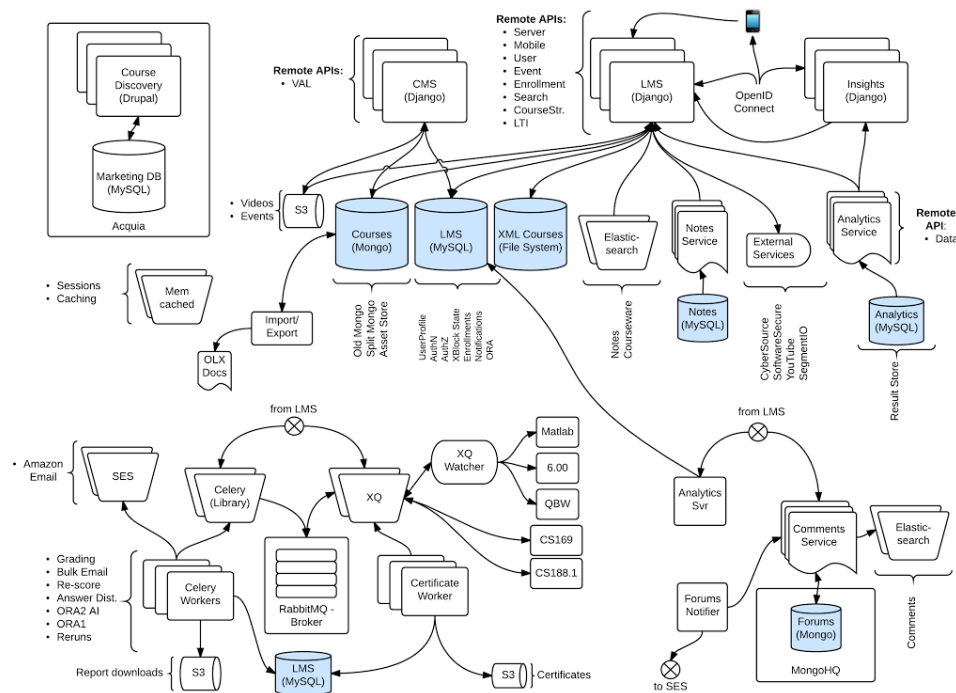 Course
Discovery
(Drupal)
Marketing DB
(MySQL)
Acquia
Remote APIs:
• VAL
CMS
(Django)
Remote APIs:
• Server
• Mobile
• User
• Event
• Enrollment
• Search
• CourseStr.
• LTI
LMS
(Django)
OpenID
Connect
Insights
(Django)
• Videos
• Events
S3
Courses
(Mongo)
LMS
(MySQL)
XML Courses
(File System)
Elastic-
search
Notes
Service
External
Services
Analytics
Service
Remote
API:
• Data
• Sessions
• Caching
Mem
cached
Import/
Export
OLX
Docs
Old Mongo
Split Mongo
Asset Store
UserProfile
AuthN
AuthZ
XBlock State
Enrollments
Notifications
ORA
Notes
Courseware
Notes
(MySQL)
CyberSource
SoftwareSecure
YouTube
SegmentIO
Analytics
(MySQL)
Result Store
from LMS
• Amazon
Email
SES
Celery
(Library)
XQ
XQ
Watcher
Matlab
6.00
QBW
CS169
CS188.1
• Grading
• Bulk Email
• Re-score
• Answer Dist.
• ORA2 AI
• ORA1
• Reruns
Celery
Workers
RabbitMQ -
Broker
Certificate
Worker
Report downloads
S3
LMS
(MySQL)
S3
Certificates
from LMS
Analytics
Svr
Comments
Service
Elastic-
search
Forums
Notifier
Forums
(Mongo)
MongoHQ
Comments
to SES